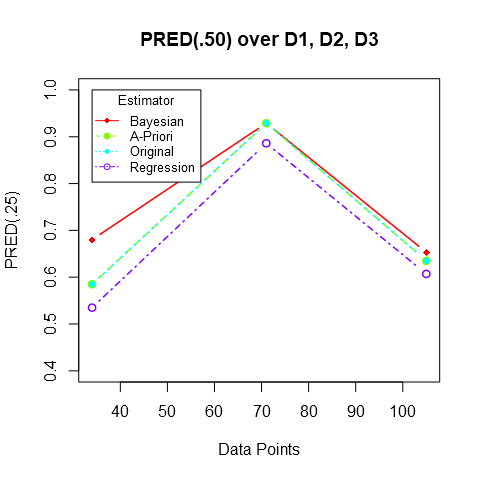 PRED(.50) over D1, D2, D3
Estimator
Bayesian
A-Priori
Original
Regression
PRED(.25)
1.0
0.9
0.8
0.7
0.6
0.5
0.4
40 50 60 70 80 90 100
Data Points